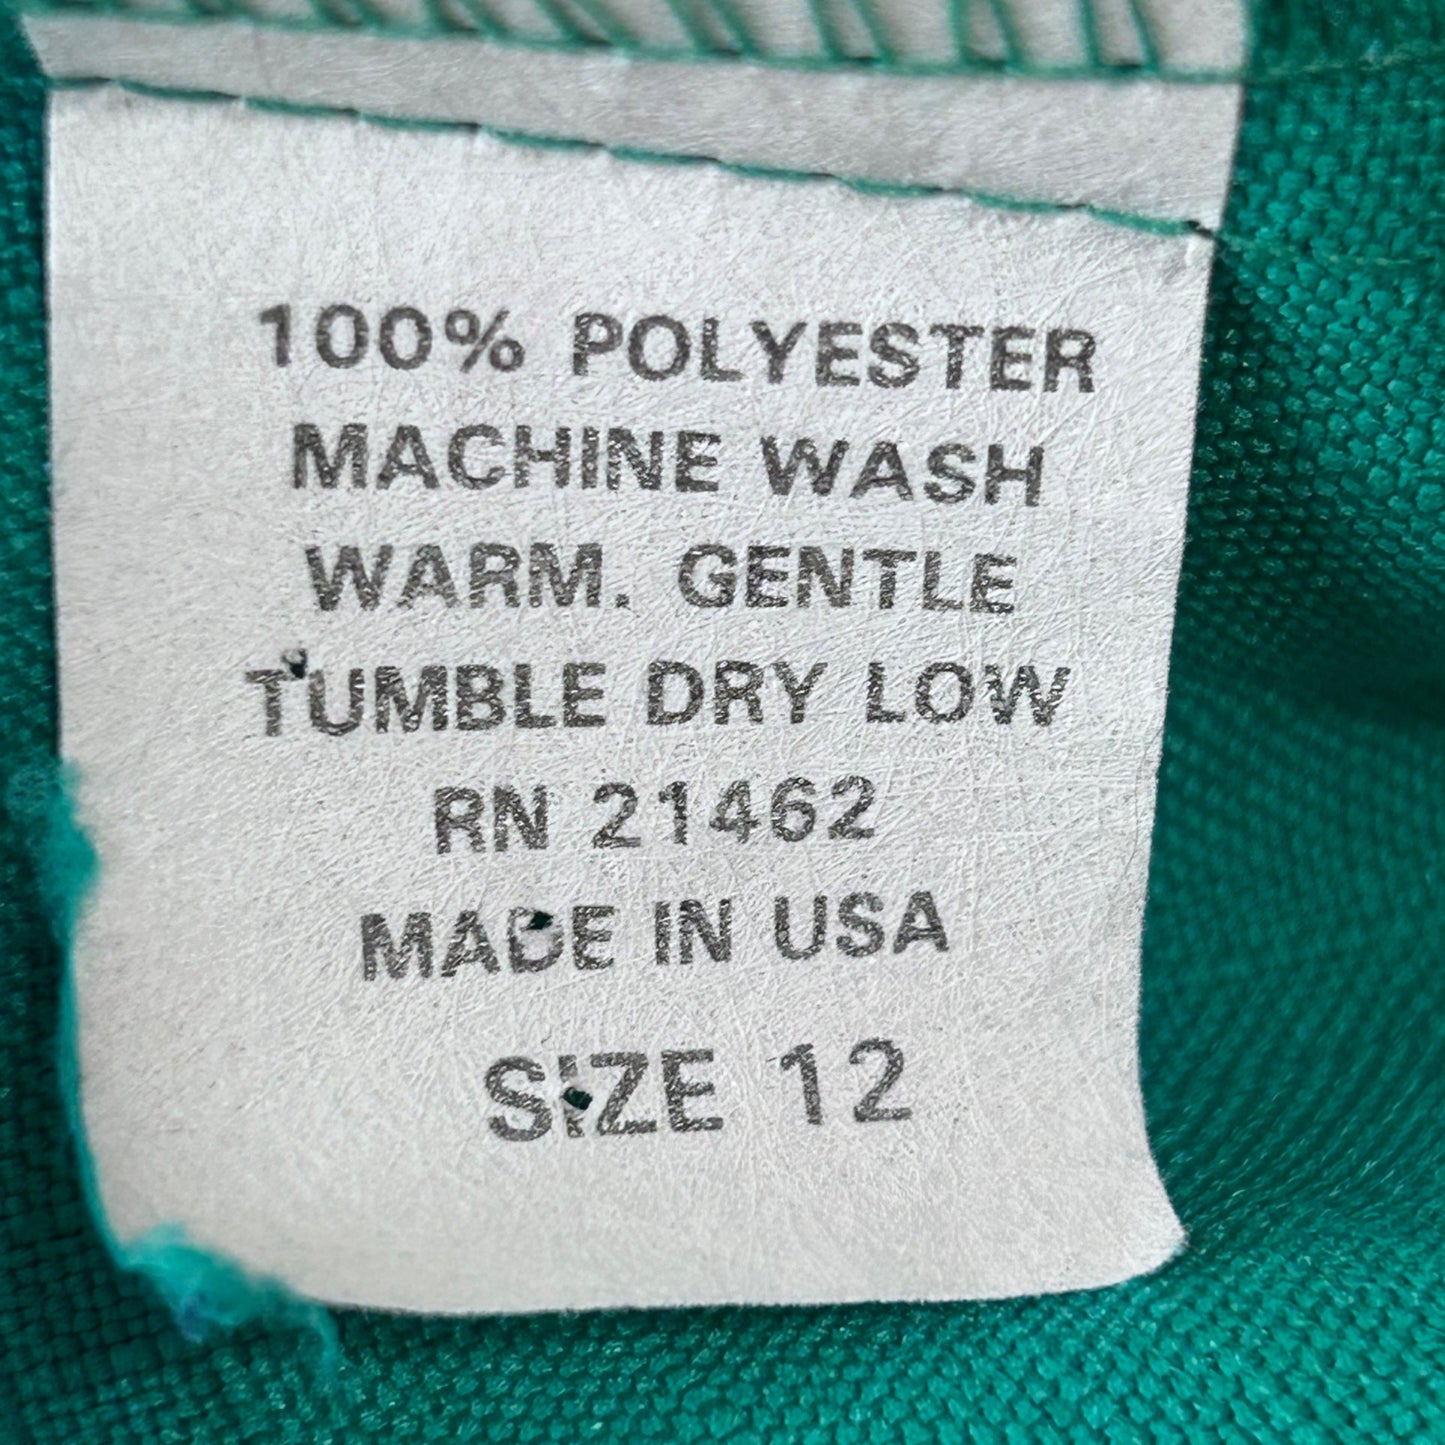 100% POLYESTER
MACHINE WASH
WARM. GENTLE
TUMBLE DRY LOW
RN 21462
MADE IN USA
SIZE 12